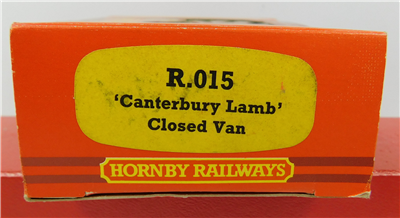 R.015
‘Canterbury Lamb’
Closed Van
HORNBY RAILWAYS